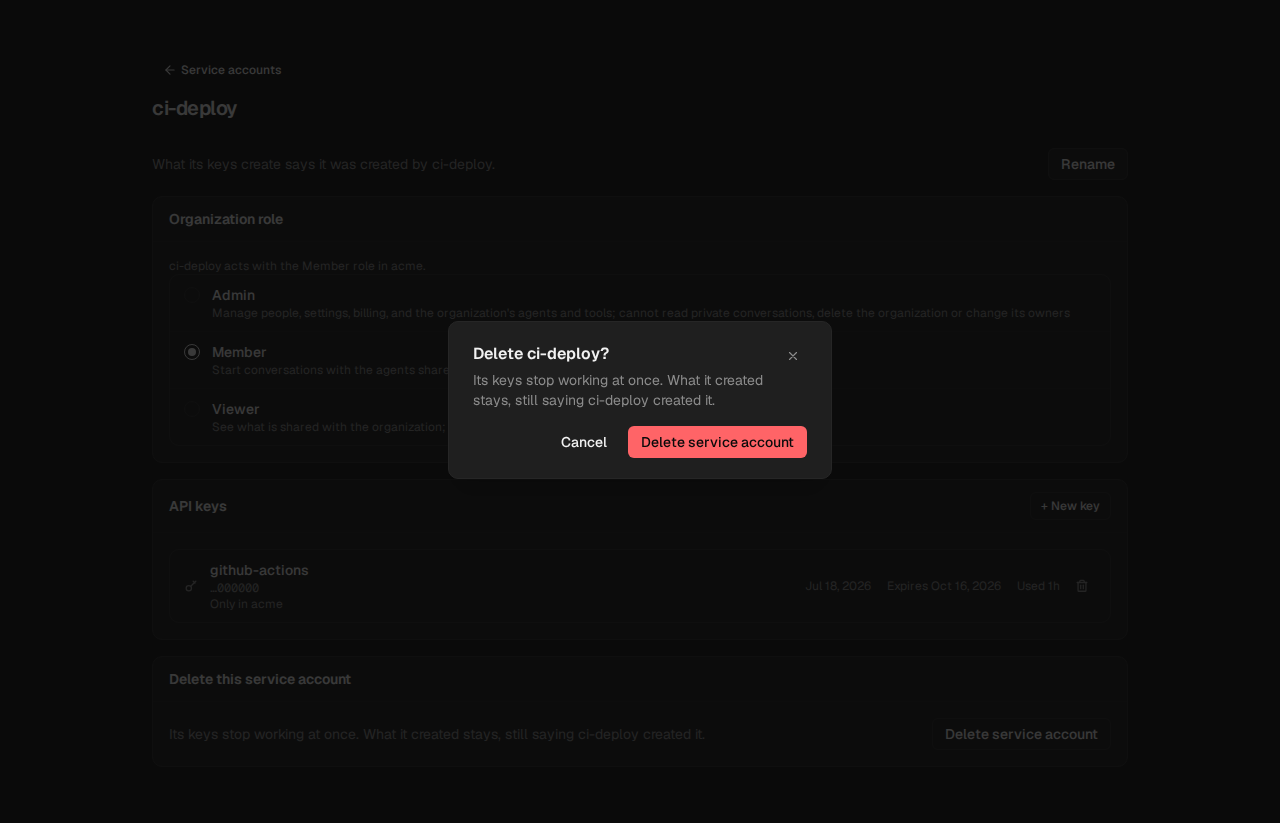 Service accounts
ci-deploy
What its keys create says it was created by ci-deploy.
Rename
Organization role
ci-deploy acts with the Member role in acme.
Admin
Manage people, settings, billing, and the organization's agents and tools; cannot read private conversations, delete the organization or change its owners
Member
Start conversations with the agents share
Viewer
See what is shared with the organization;
Delete ci-deploy?
Its keys stop working at once. What it created
stays, still saying ci-deploy created it.
Cancel
Delete service account
API keys
+ New key
github-actions
…000000
Only in acme
Jul 18, 2026
Expires Oct 16, 2026
Used 1h
Delete this service account
Its keys stop working at once. What it created stays, still saying ci-deploy created it.
Delete service account